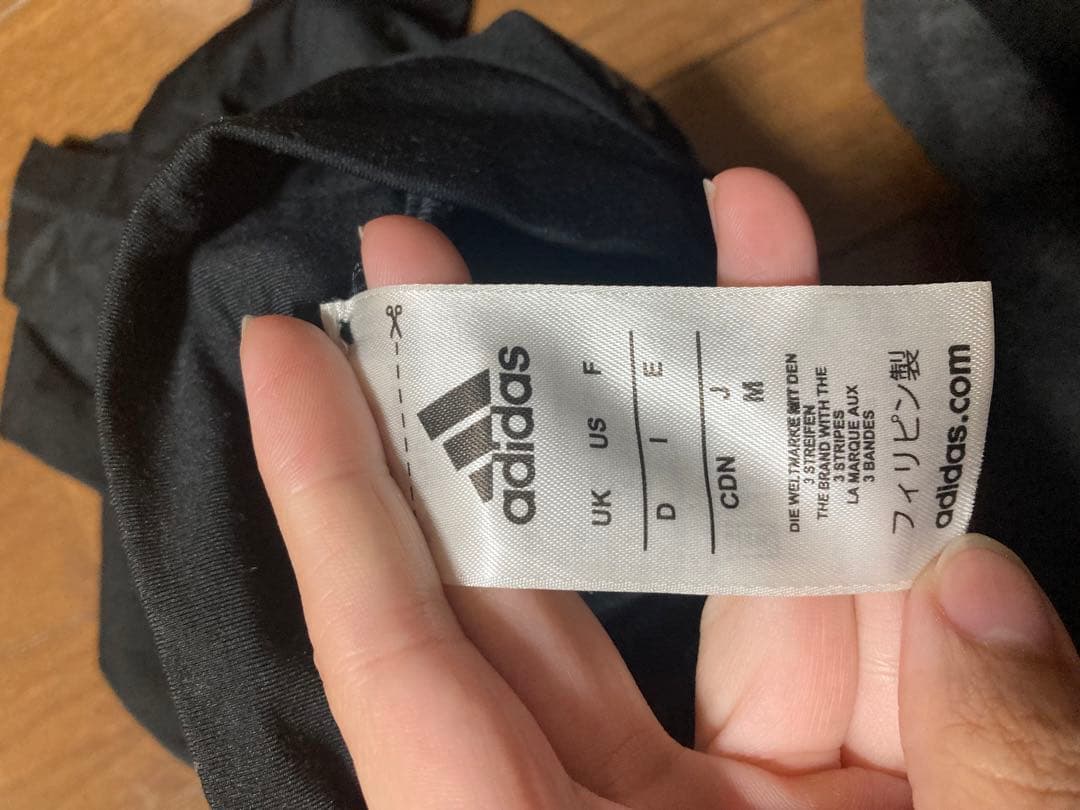 adidas
UK US F
D I E
CDN J
M
DIE WELTMARKE MIT DEN
3 STREIFEN
THE BRAND WITH THE
3 STRIPES
LA MARQUE AUX
3 BANDES
フィリピン製
adidas.com